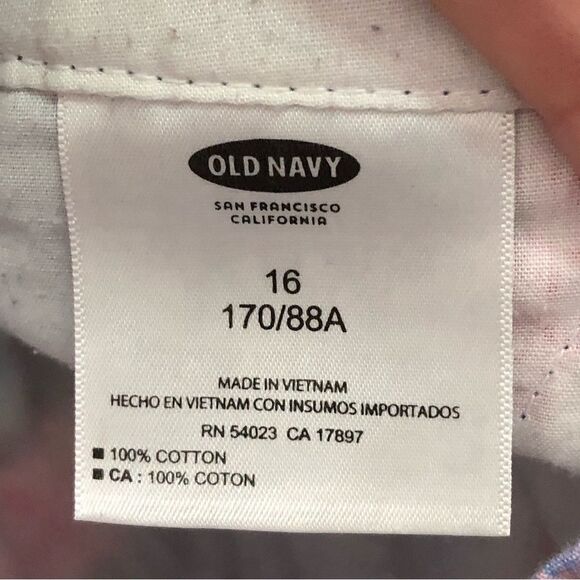 OLD NAVY
SAN FRANCISCO
CALIFORNIA
16
170/88A
MADE IN VIETNAM
HECHO EN VIETNAM CON INSUMOS IMPORTADOS
RN 54023 CA 17897
■ 100% COTTON
■ CA : 100% COTON